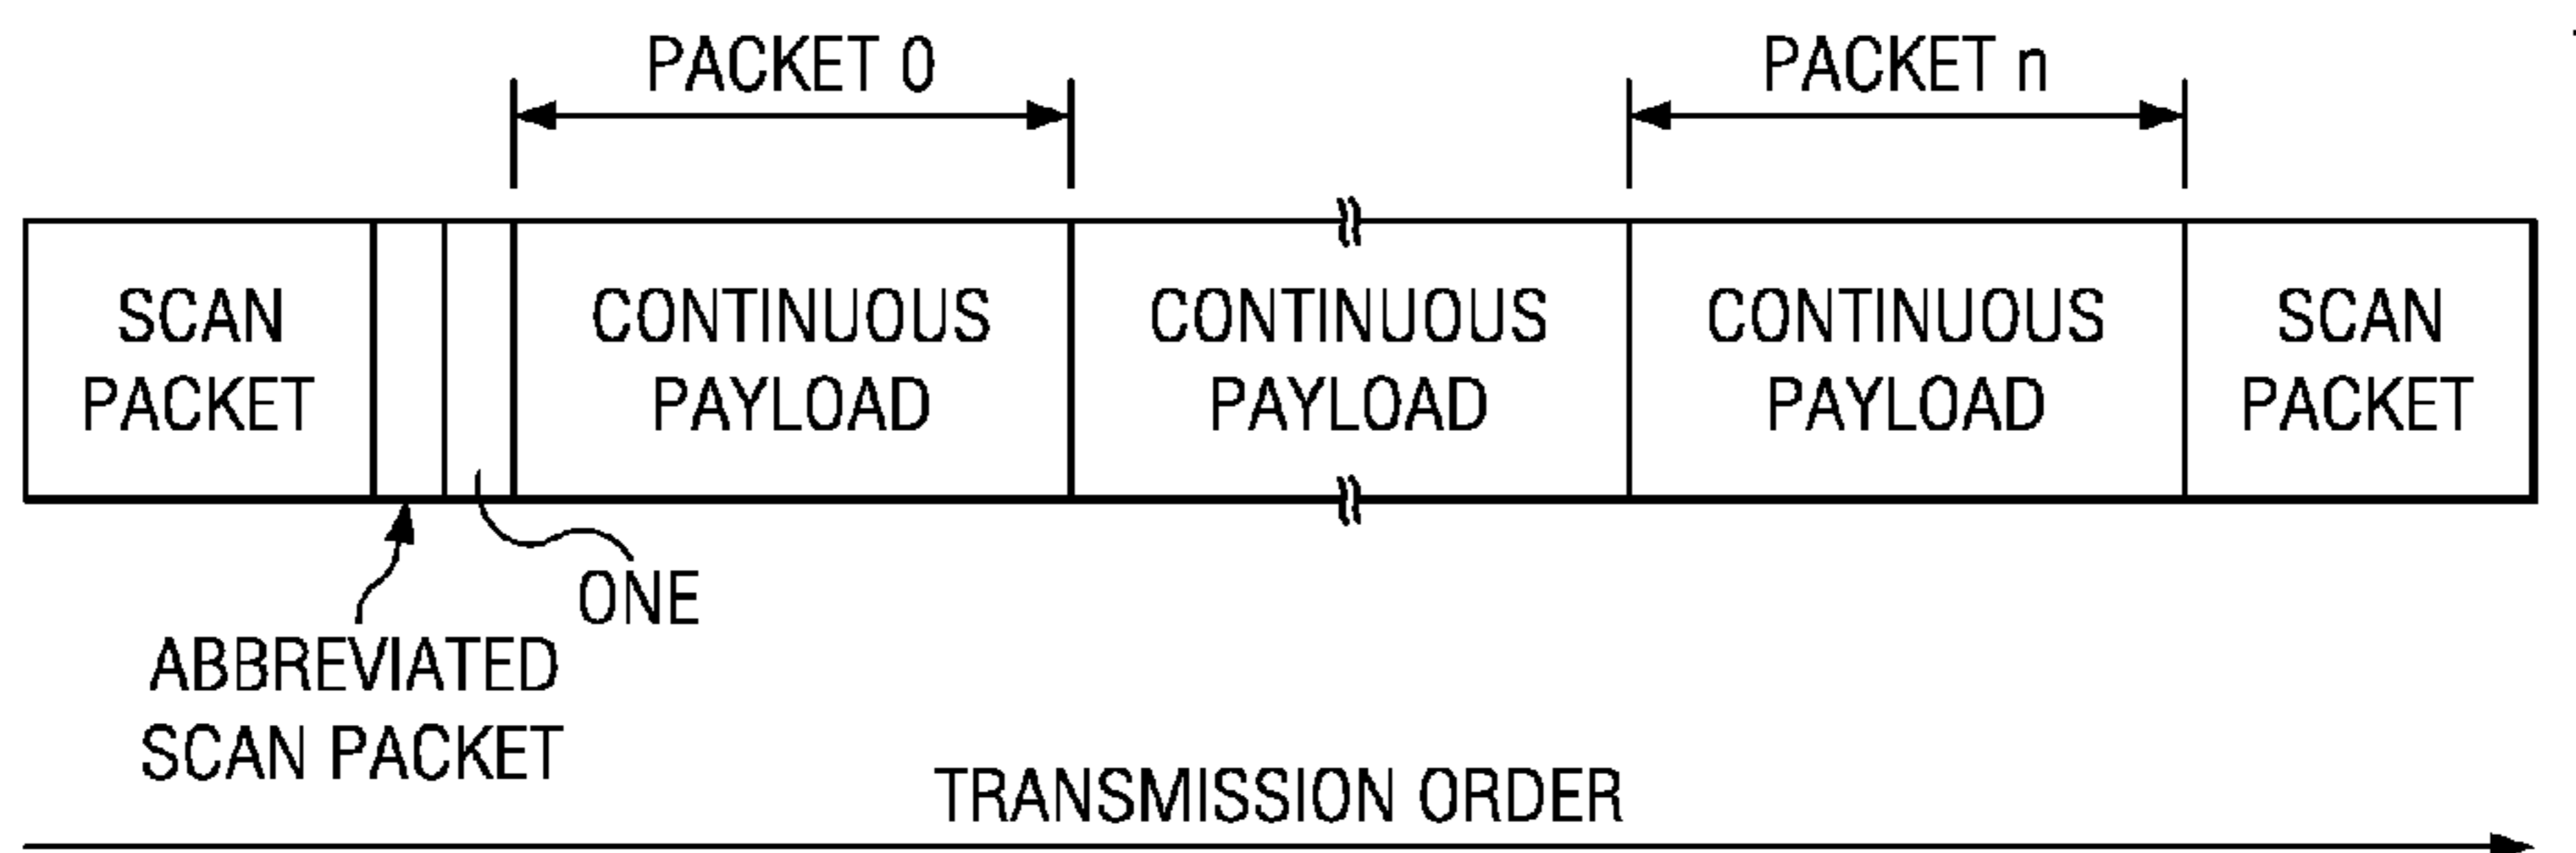 PACKET 0
PACKET n
SCAN
PACKET
CONTINUOUS
PAYLOAD
CONTINUOUS
PAYLOAD
CONTINUOUS
PAYLOAD
SCAN
PACKET
ONE
ABBREVIATED
SCAN PACKET
TRANSMISSION ORDER